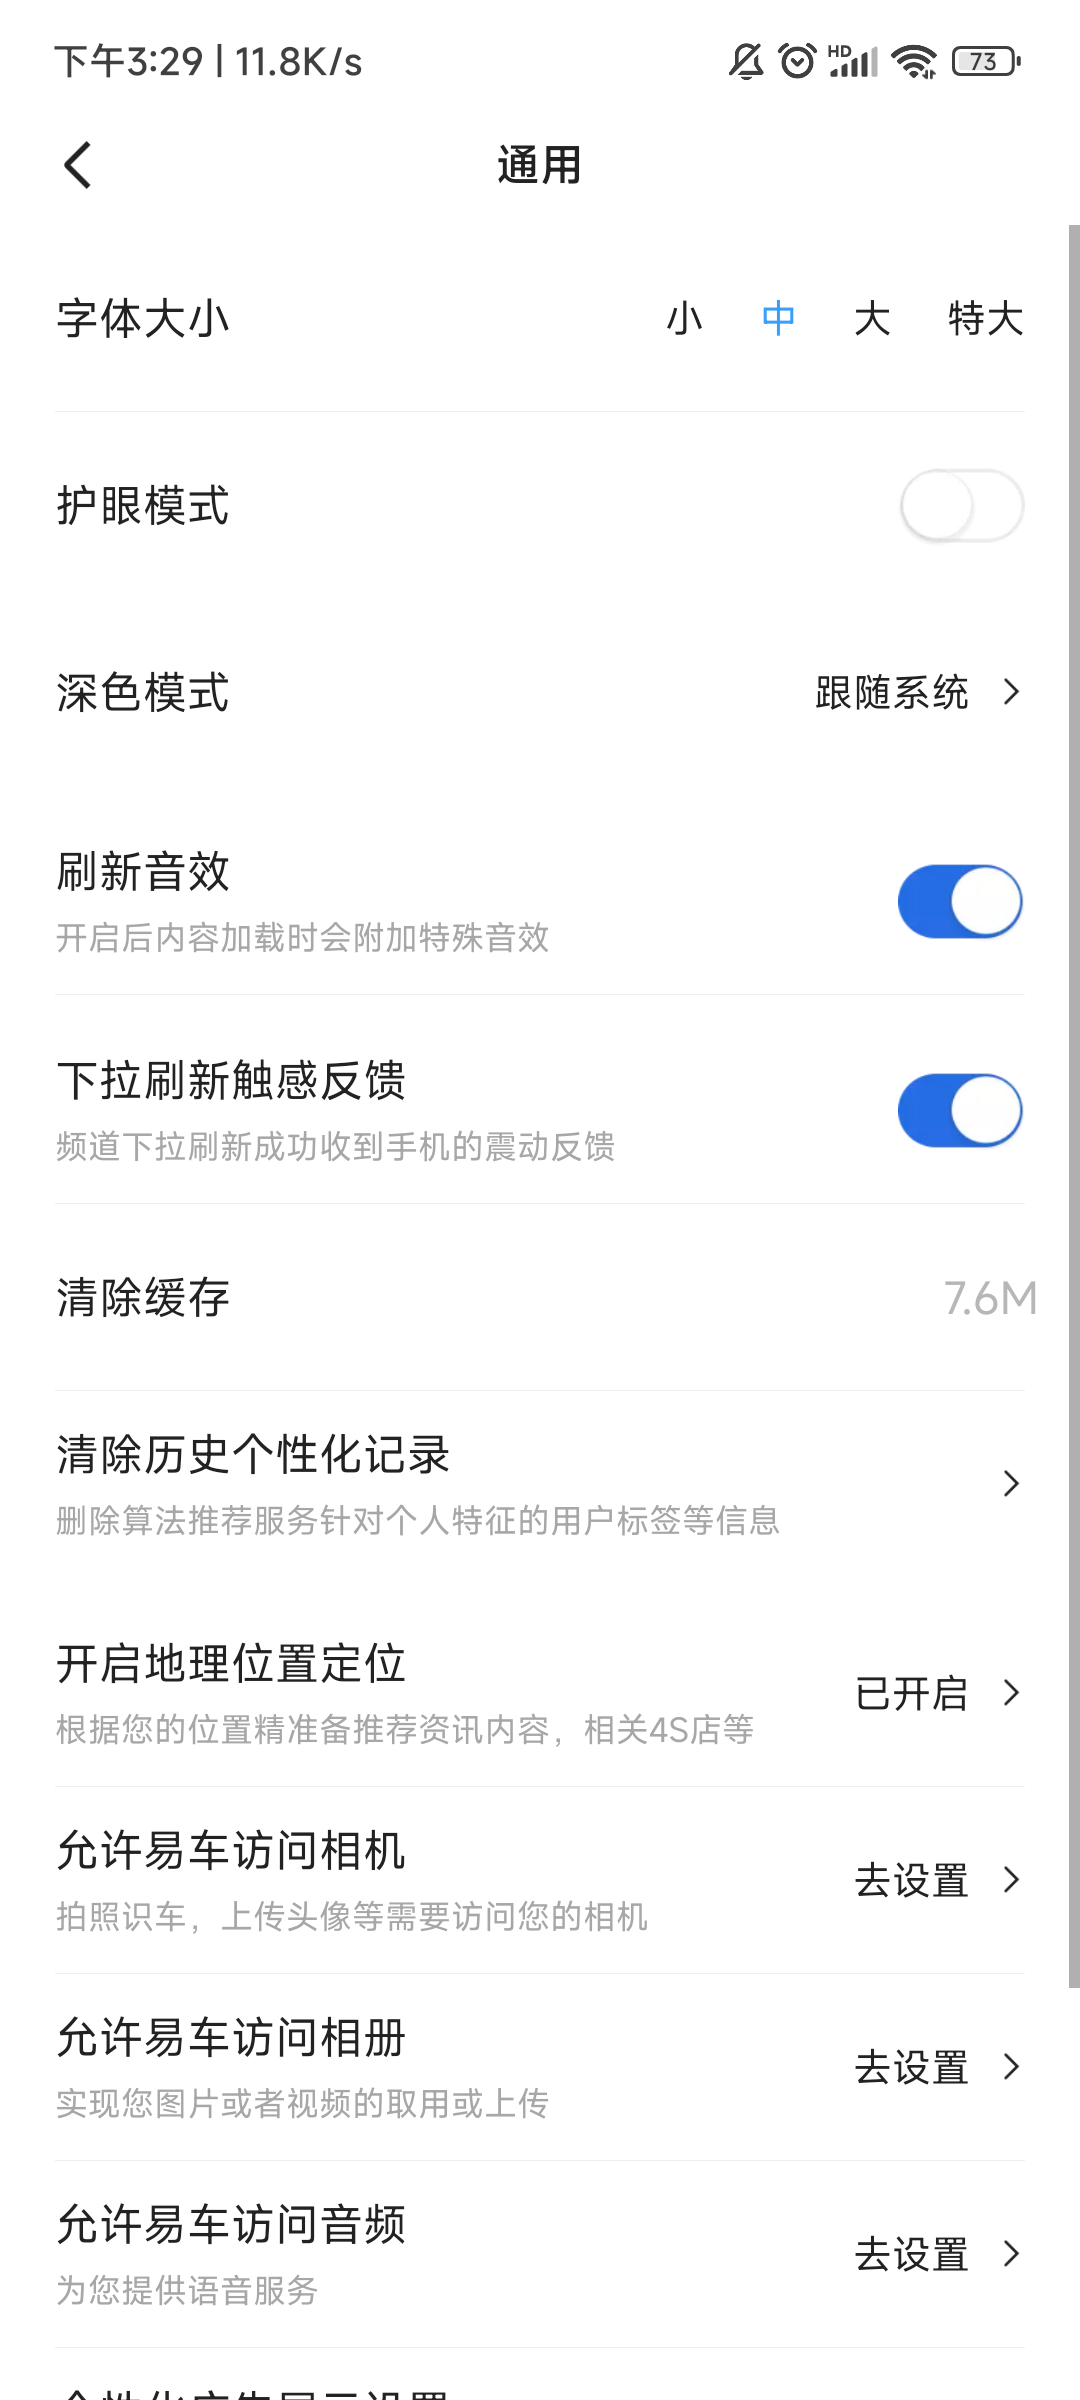 下午3:29 | 11.8K/s
HD
73
通用
字体大小 小 中 大 特大
护眼模式
深色模式 跟随系统
刷新音效
开启后内容加载时会附加特殊音效
下拉刷新触感反馈
频道下拉刷新成功收到手机的震动反馈
清除缓存 7.6M
清除历史个性化记录
删除算法推荐服务针对个人特征的用户标签等信息
开启地理位置定位 已开启
根据您的位置精准备推荐资讯内容，相关4S店等
允许易车访问相机 去设置
拍照识车，上传头像等需要访问您的相机
允许易车访问相册 去设置
实现您图片或者视频的取用或上传
允许易车访问音频 去设置
为您提供语音服务
个性化广告展示设置